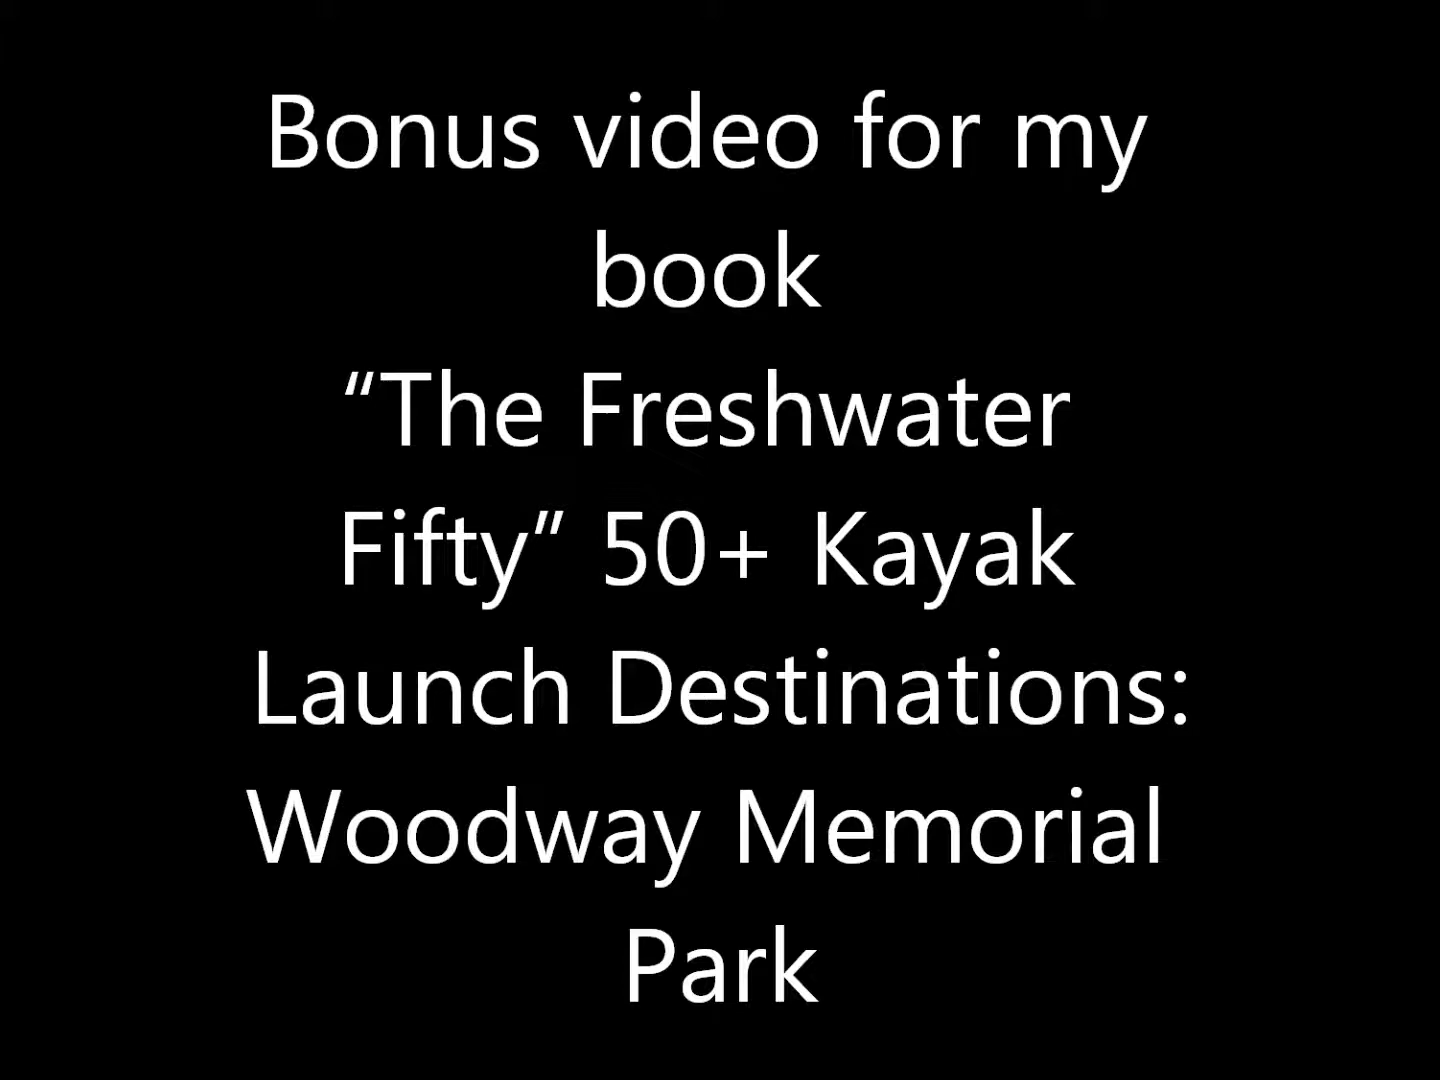 Bonus video for my
book
“The Freshwater
Fifty” 50+ Kayak
Launch Destinations:
Woodway Memorial
Park